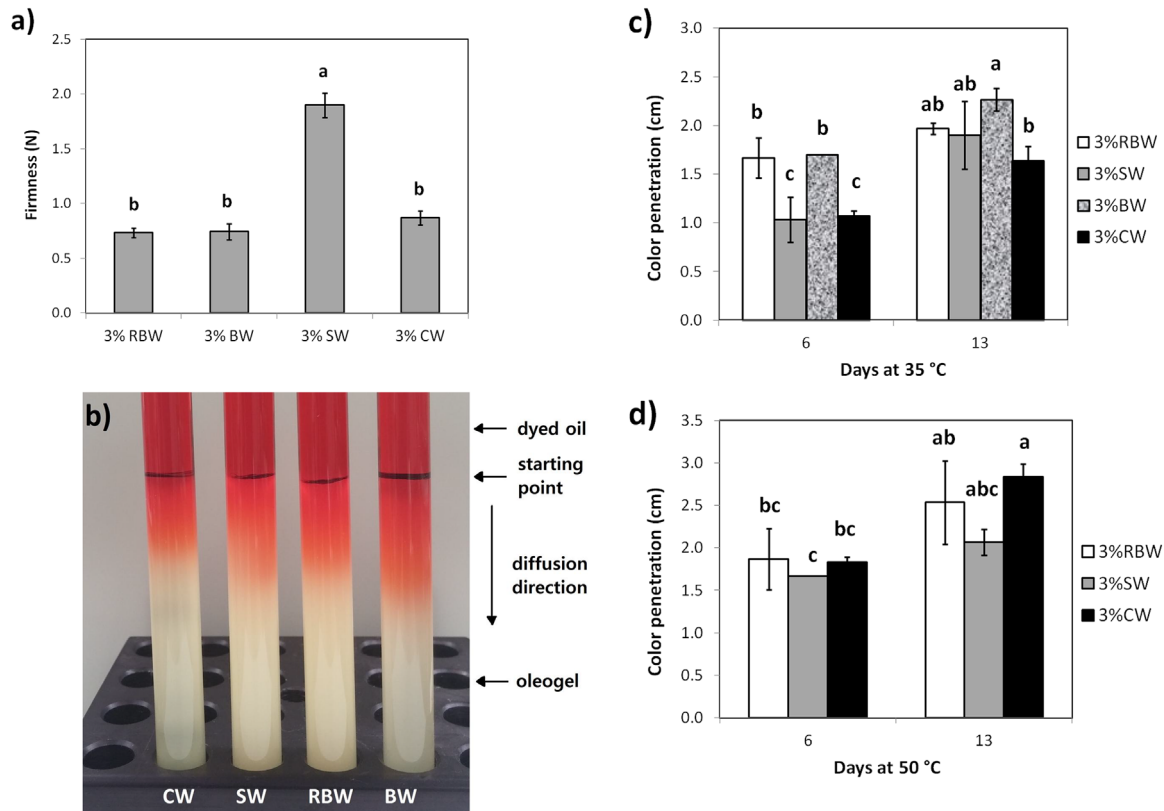 a)
2.5
2.0
1.5
1.0
0.5
0.0
Firmness (N)
b
b
a
b
3% RBW
3% BW
3% SW
3% CW
b)
dyed oil
starting
point
diffusion
direction
oleogel
CW
SW
RBW
BW
c)
3.0
2.5
2.0
1.5
1.0
0.5
0.0
Color penetration (cm)
b
c
b
c
ab
ab
a
b
6
13
Days at 35 °C
3%RBW
3%SW
3%BW
3%CW
d)
3.5
3.0
2.5
2.0
1.5
1.0
0.5
0.0
Color penetration (cm)
bc
c
bc
ab
abc
a
6
13
Days at 50 °C
3%RBW
3%SW
3%CW